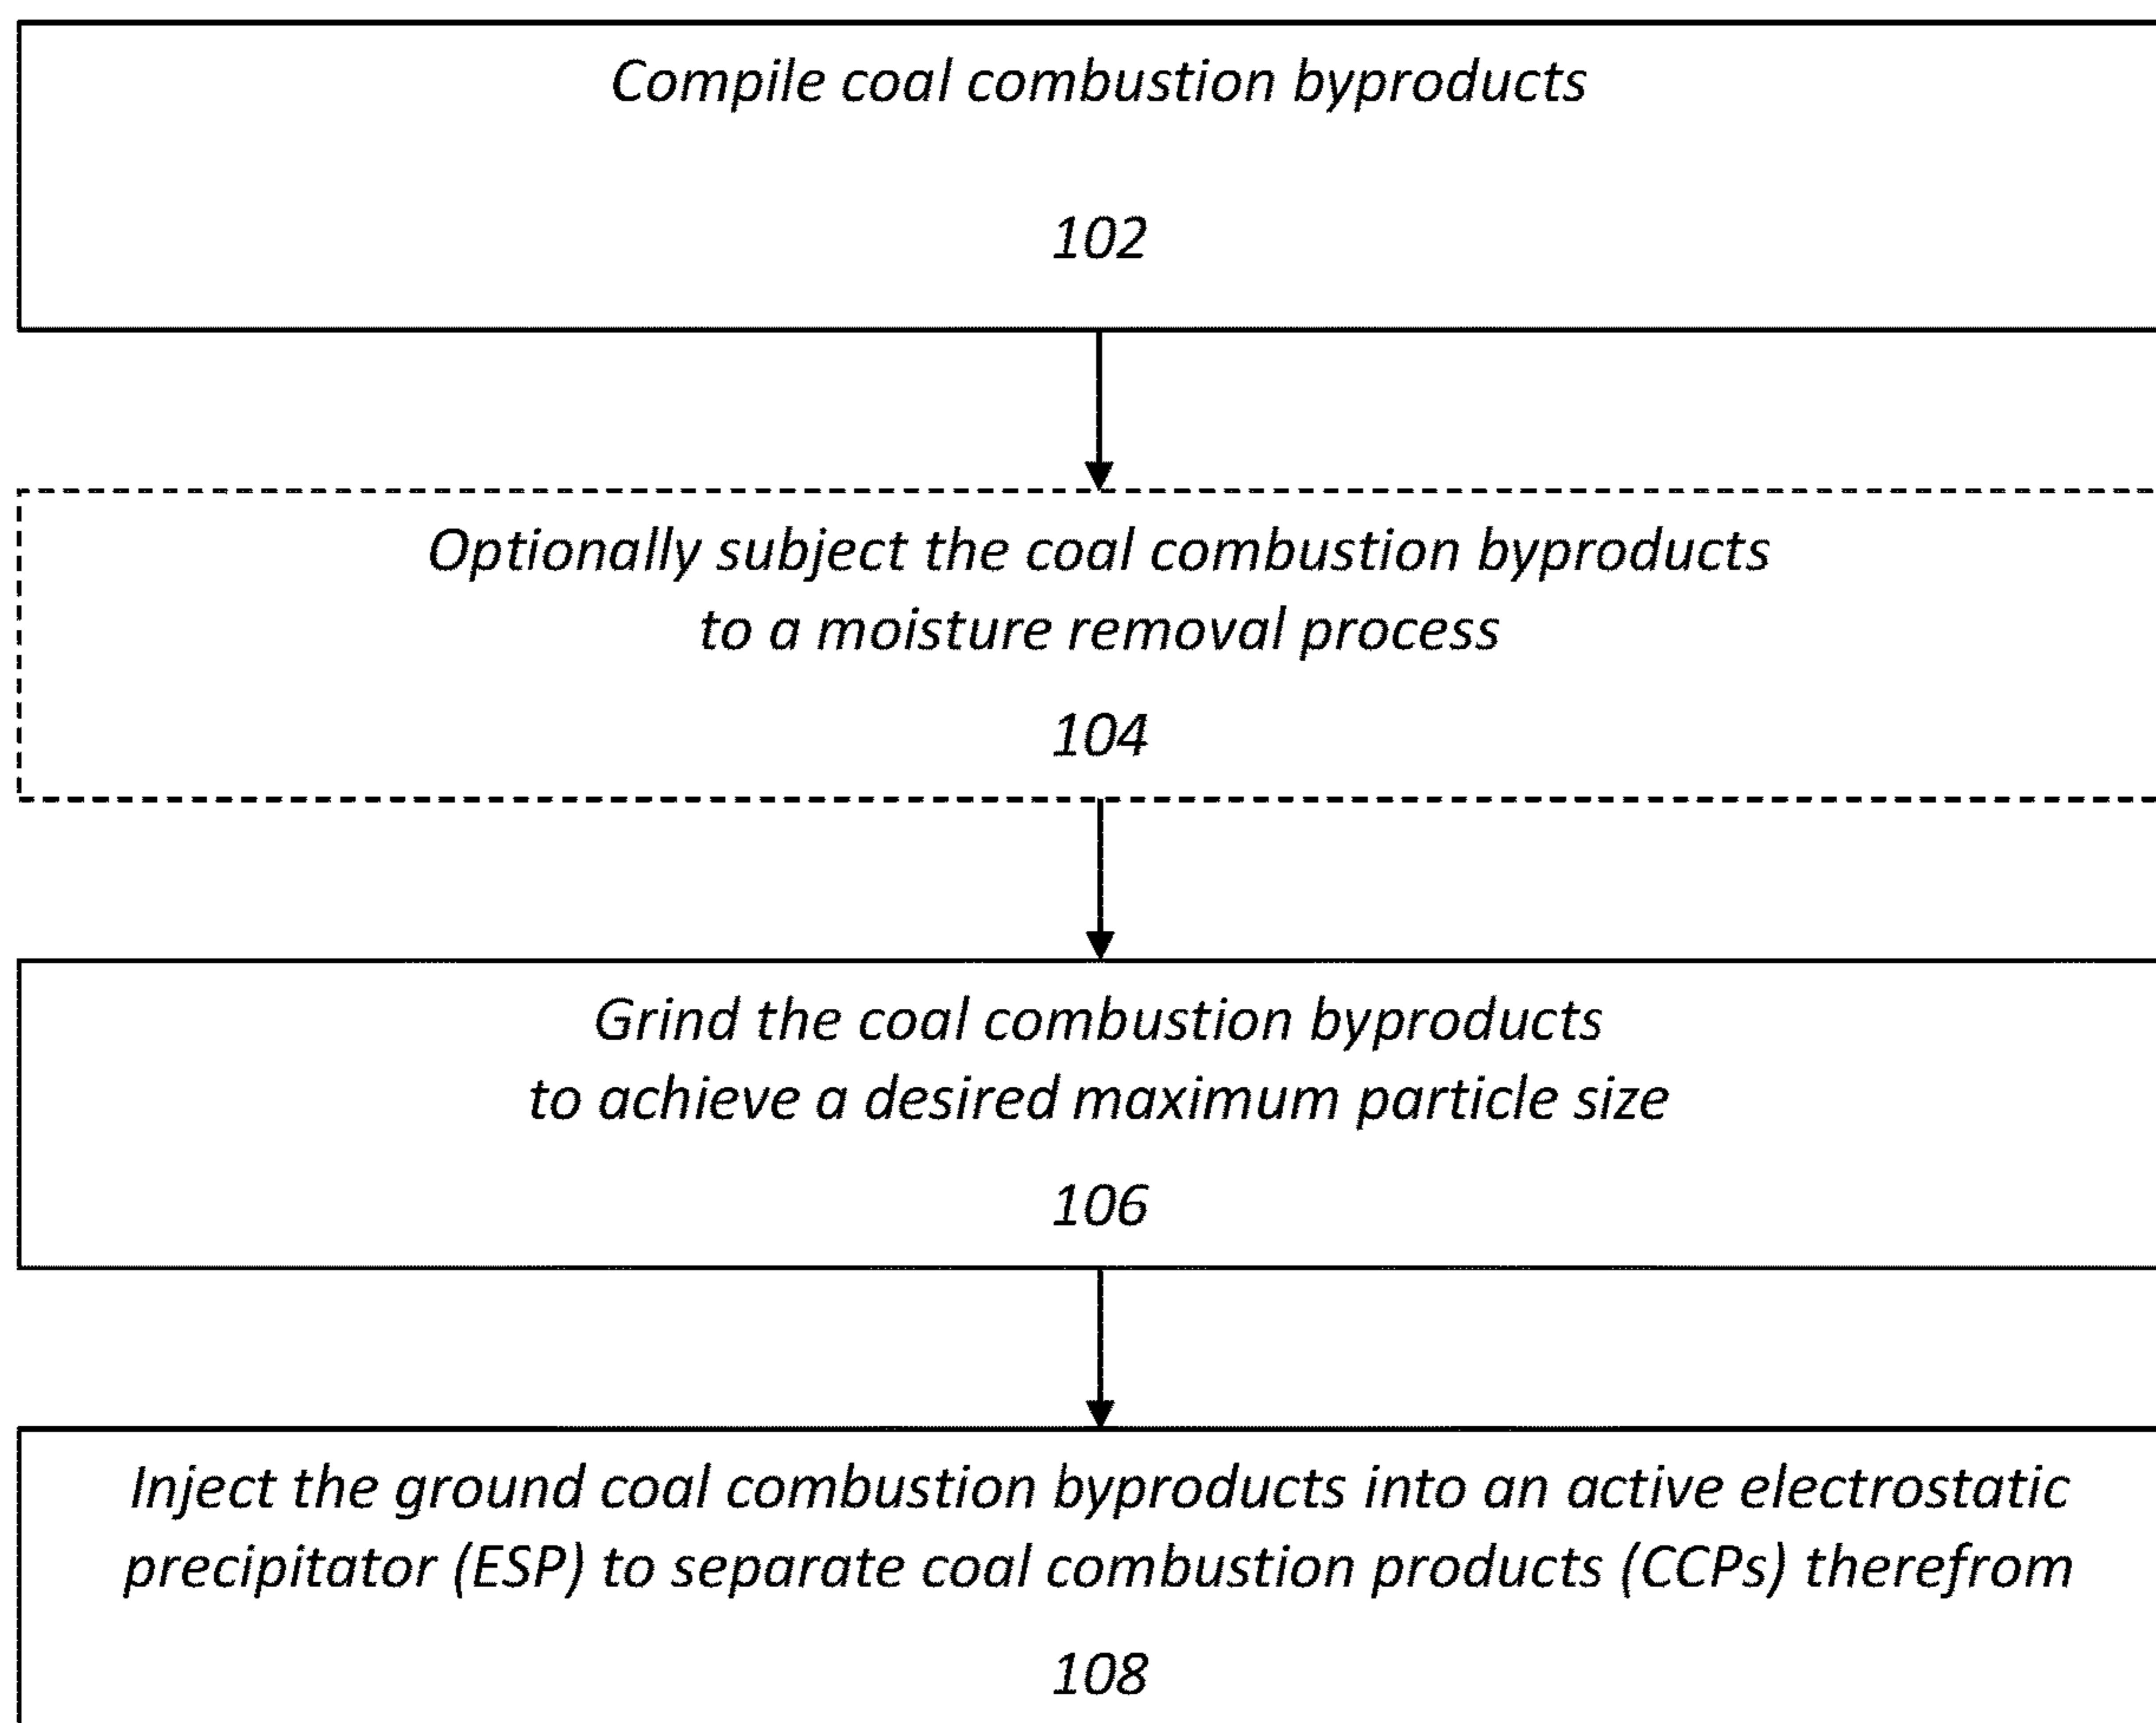 Compile coal combustion byproducts
102
Optionally subject the coal combustion byproducts
to a moisture removal process
104
Grind the coal combustion byproducts
to achieve a desired maximum particle size
106
Inject the ground coal combustion byproducts into an active electrostatic
precipitator (ESP) to separate coal combustion products (CCPs) therefrom
108